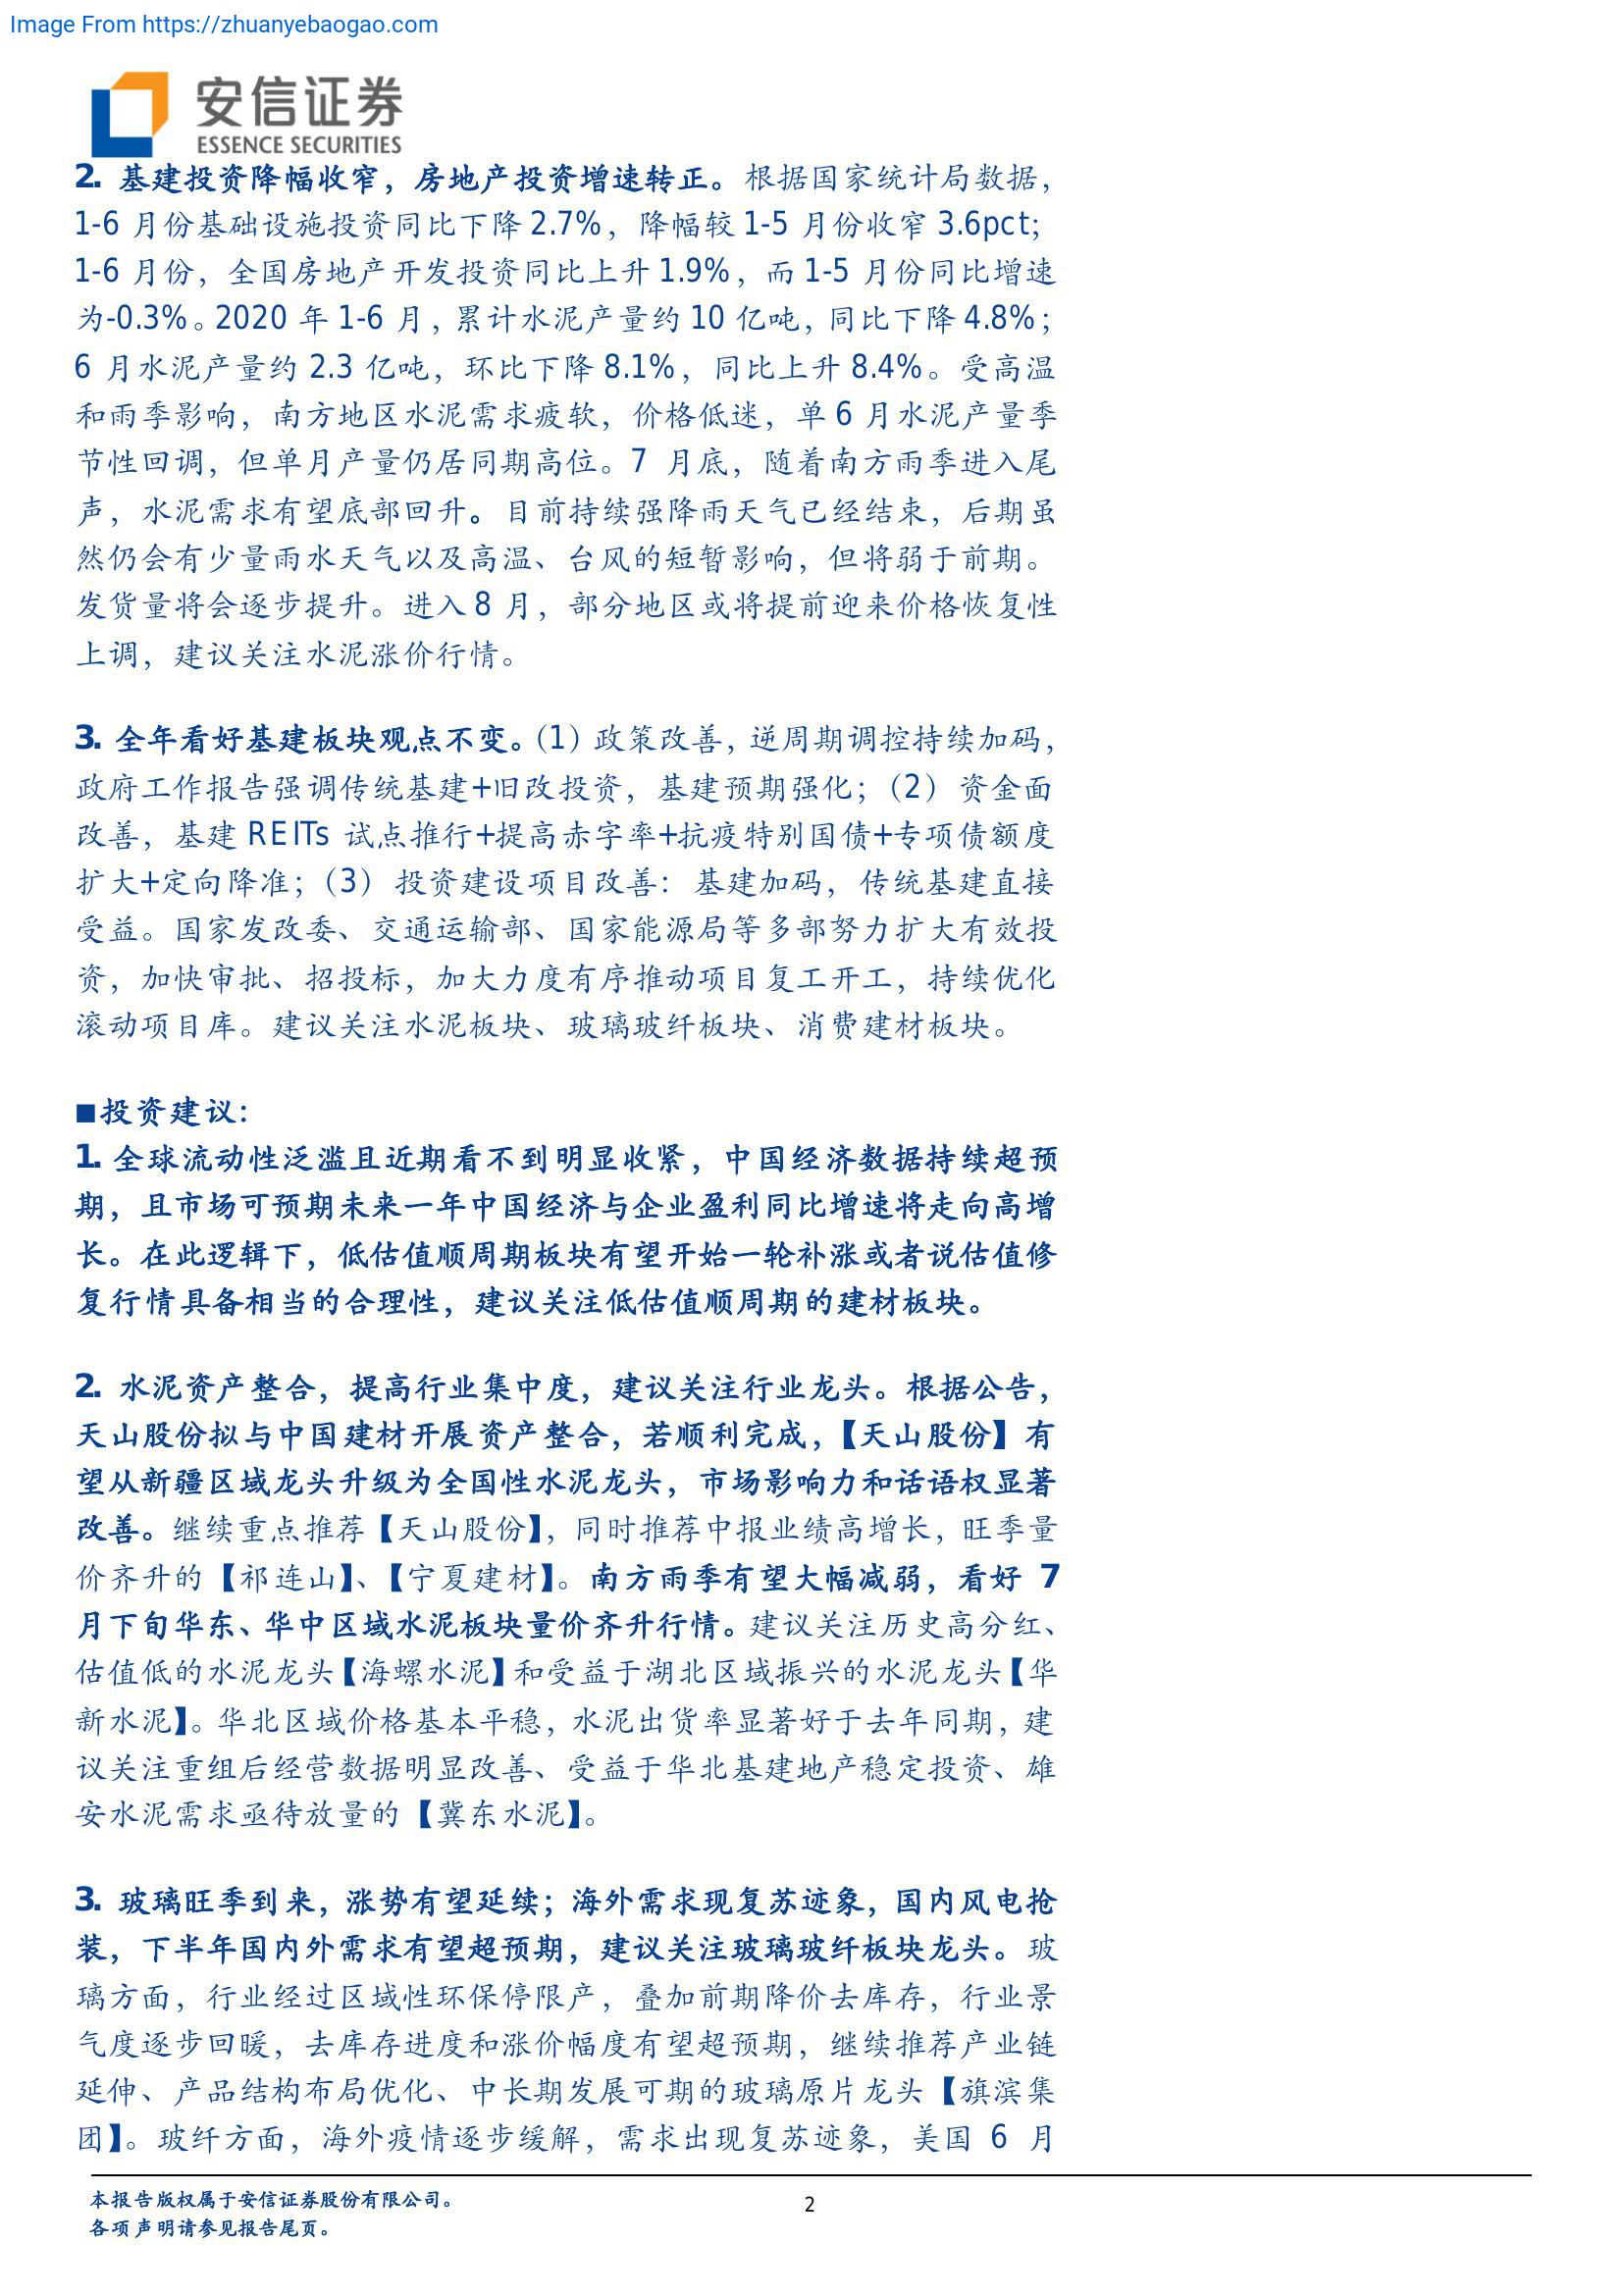 Image From https://zhuanyebaogao.com
安信证券
ESSENCE SECURITIES
2. 基建投资降幅收窄，房地产投资增速转正。根据国家统计局数据，
1-6 月份基础设施投资同比下降 2.7%，降幅较 1-5 月份收窄 3.6pct；
1-6 月份，全国房地产开发投资同比上升 1.9%，而 1-5 月份同比增速
为-0.3%。2020 年 1-6 月，累计水泥产量约 10 亿吨，同比下降 4.8%；
6 月水泥产量约 2.3 亿吨，环比下降 8.1%，同比上升 8.4%。受高温
和雨季影响，南方地区水泥需求疲软，价格低迷，单 6 月水泥产量季
节性回调，但单月产量仍居同期高位。7 月底，随着南方雨季进入尾
声，水泥需求有望底部回升。目前持续强降雨天气已经结束，后期虽
然仍会有少量雨水天气以及高温、台风的短暂影响，但将弱于前期。
发货量将会逐步提升。进入 8 月，部分地区或将提前迎来价格恢复性
上调，建议关注水泥涨价行情。
3. 全年看好基建板块观点不变。（1）政策改善，逆周期调控持续加码，
政府工作报告强调传统基建+旧改投资，基建预期强化；（2）资金面
改善，基建 REITs 试点推行+提高赤字率+抗疫特别国债+专项债额度
扩大+定向降准；（3）投资建设项目改善：基建加码，传统基建直接
受益。国家发改委、交通运输部、国家能源局等多部努力扩大有效投
资，加快审批、招投标，加大力度有序推动项目复工开工，持续优化
滚动项目库。建议关注水泥板块、玻璃玻纤板块、消费建材板块。
■投资建议：
1. 全球流动性泛滥且近期看不到明显收紧，中国经济数据持续超预
期，且市场可预期未来一年中国经济与企业盈利同比增速将走向高增
长。在此逻辑下，低估值顺周期板块有望开始一轮补涨或者说估值修
复行情具备相当的合理性，建议关注低估值顺周期的建材板块。
2. 水泥资产整合，提高行业集中度，建议关注行业龙头。根据公告，
天山股份拟与中国建材开展资产整合，若顺利完成，【天山股份】有
望从新疆区域龙头升级为全国性水泥龙头，市场影响力和话语权显著
改善。继续重点推荐【天山股份】，同时推荐中报业绩高增长，旺季量
价齐升的【祁连山】、【宁夏建材】。南方雨季有望大幅减弱，看好 7
月下旬华东、华中区域水泥板块量价齐升行情。建议关注历史高分红、
估值低的水泥龙头【海螺水泥】和受益于湖北区域振兴的水泥龙头【华
新水泥】。华北区域价格基本平稳，水泥出货率显著好于去年同期，建
议关注重组后经营数据明显改善、受益于华北基建地产稳定投资、雄
安水泥需求亟待放量的【冀东水泥】。
3. 玻璃旺季到来，涨势有望延续；海外需求现复苏迹象，国内风电抢
装，下半年国内外需求有望超预期，建议关注玻璃玻纤板块龙头。玻
璃方面，行业经过区域性环保停限产，叠加前期降价去库存，行业景
气度逐步回暖，去库存进度和涨价幅度有望超预期，继续推荐产业链
延伸、产品结构布局优化、中长期发展可期的玻璃原片龙头【旗滨集
团】。玻纤方面，海外疫情逐步缓解，需求出现复苏迹象，美国 6 月
本报告版权属于安信证券股份有限公司。
2
各项声明请参见报告尾页。